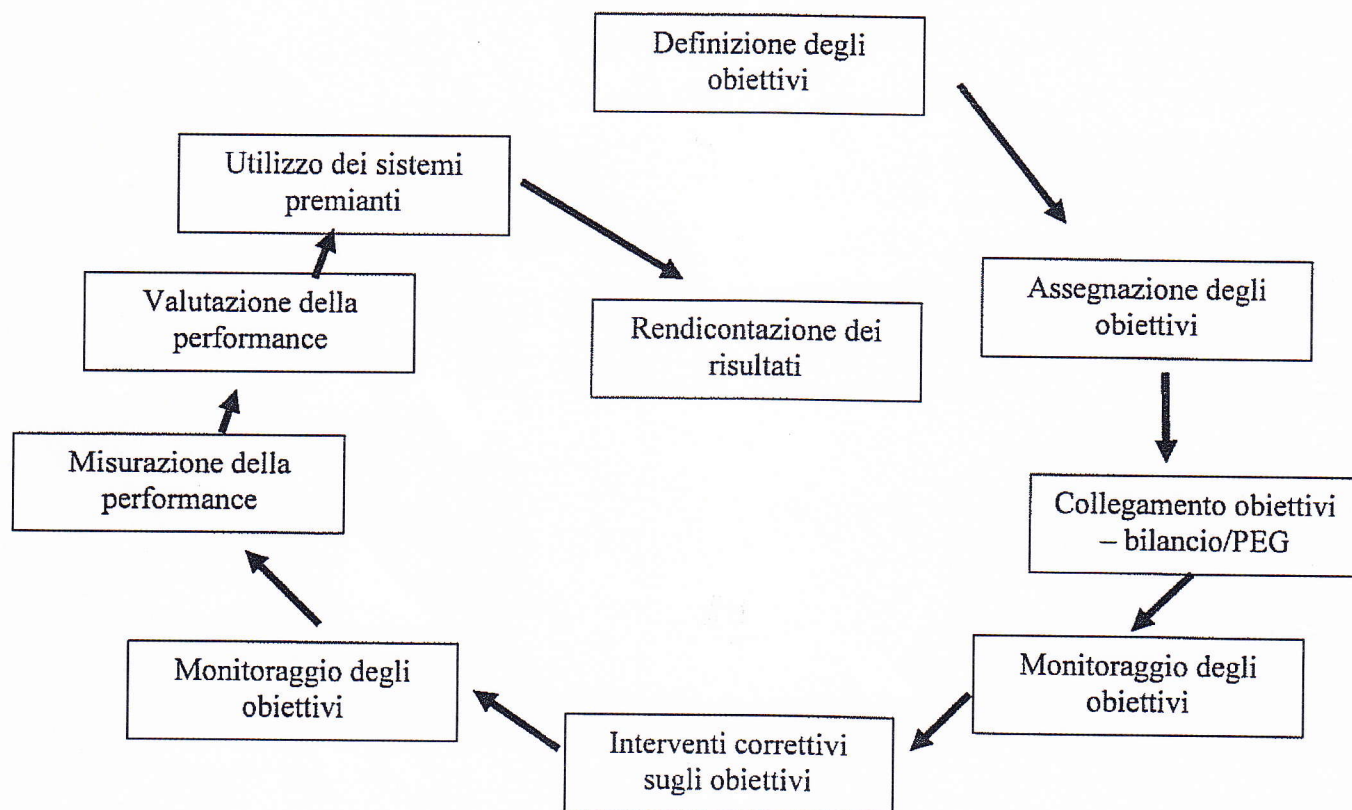 Definizione degli
obiettivi
Utilizzo dei sistemi
premianti
Valutazione della
performance
Assegnazione degli
obiettivi
Rendicontazione dei
risultati
Misurazione della
performance
Collegamento obiettivi
– bilancio/PEG
Monitoraggio degli
obiettivi
Monitoraggio degli
obiettivi
Interventi correttivi
sugli obiettivi